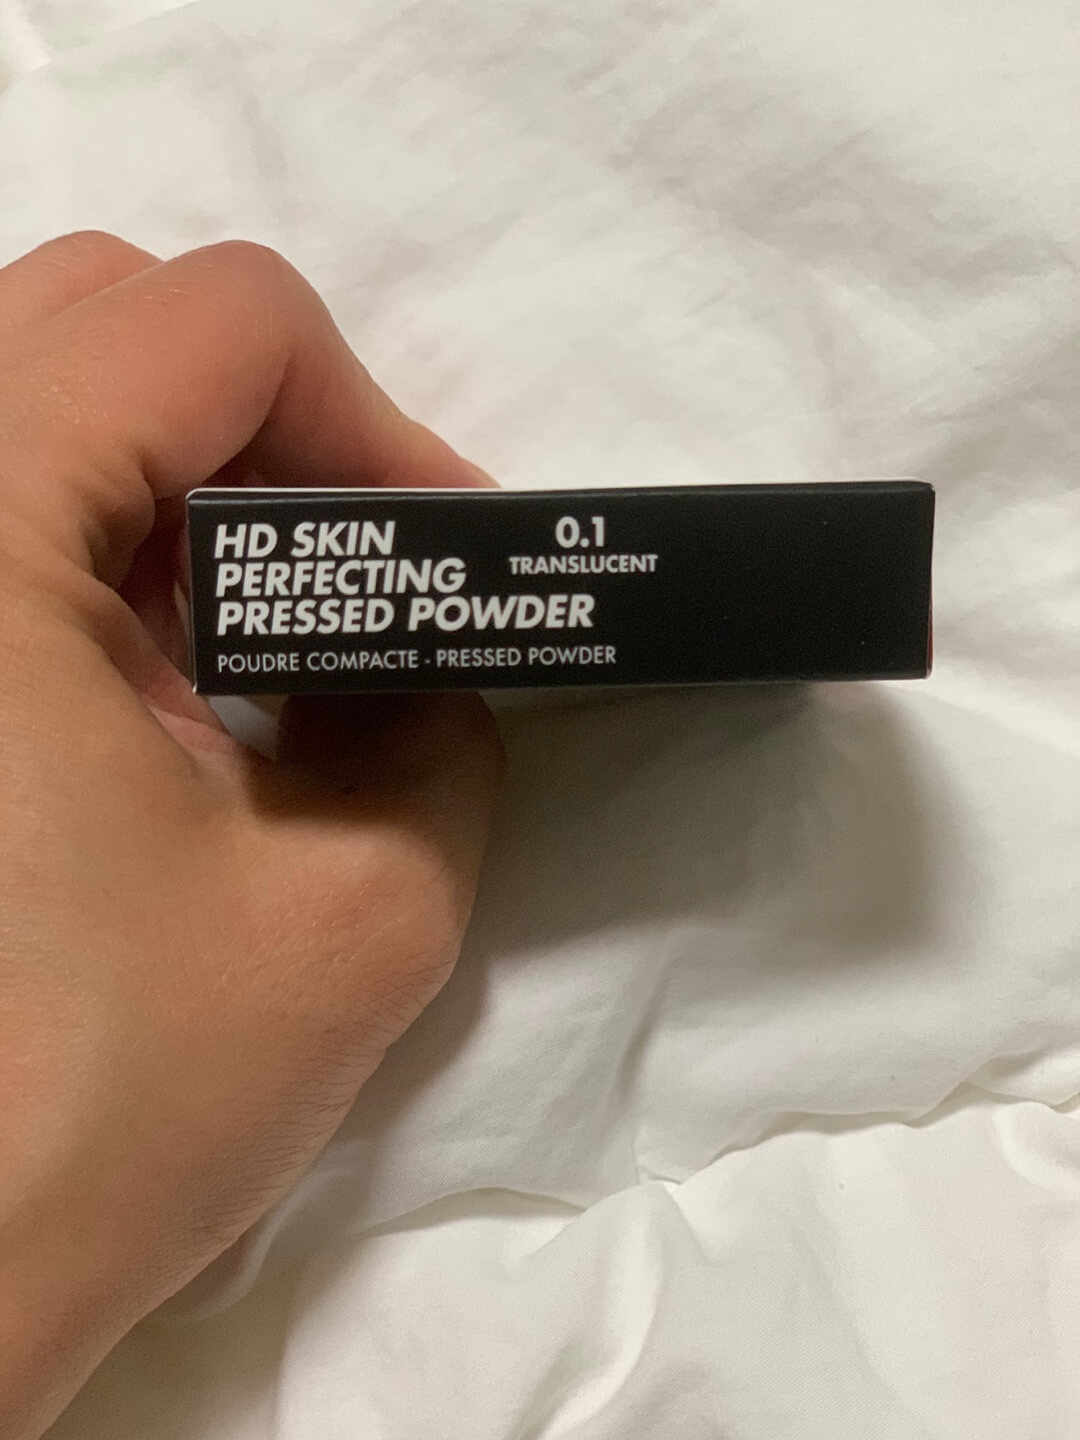 HD SKIN
PERFECTING
PRESSED POWDER
0.1
TRANSLUCENT
POUDRE COMPACTE - PRESSED POWDER